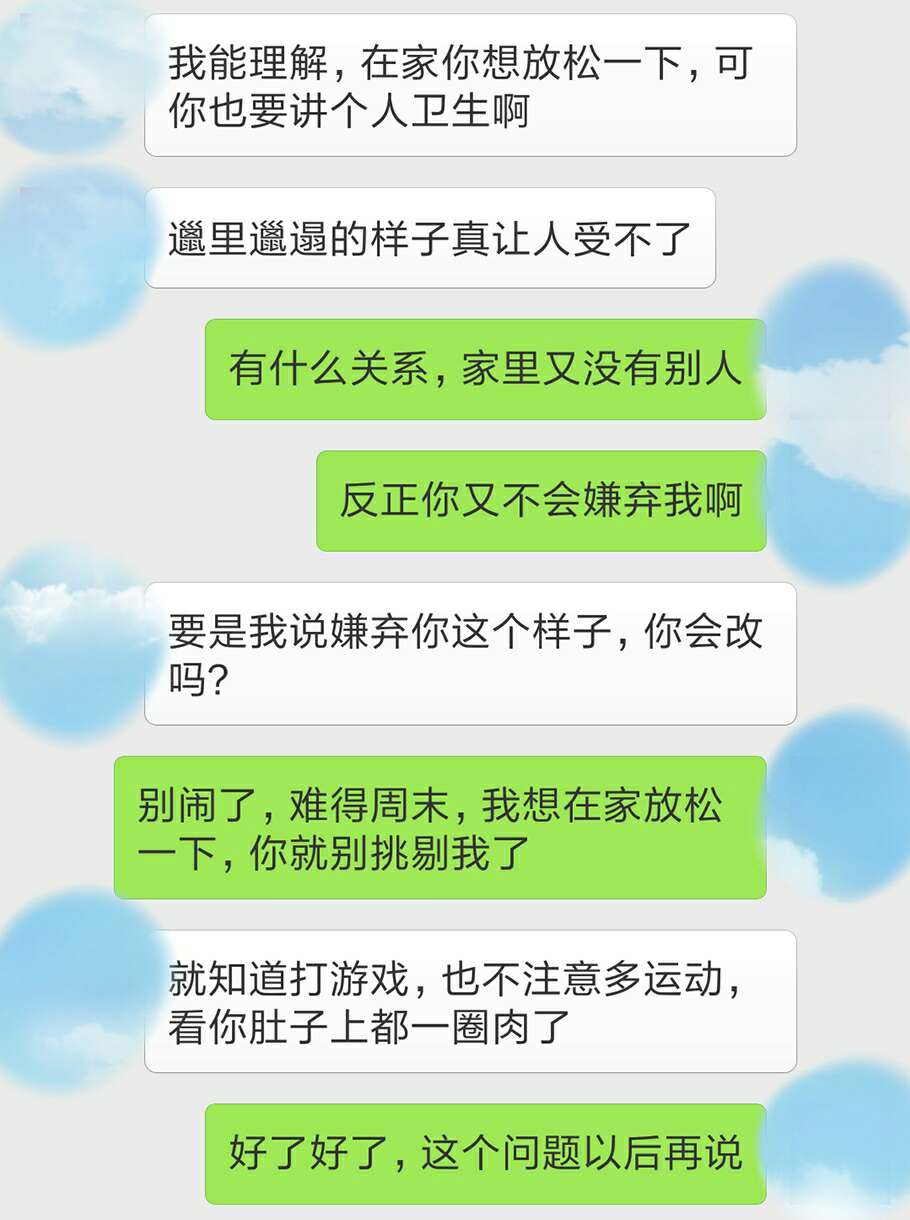 我能理解，在家你想放松一下，可
你也要讲个人卫生啊
邋里邋遢的样子真让人受不了
有什么关系，家里又没有别人
反正你又不会嫌弃我啊
要是我说嫌弃你这个样子，你会改
吗？
别闹了，难得周末，我想在家放松
一下，你就别挑剔我了
就知道打游戏，也不注意多运动，
看你肚子上都一圈肉了
好了好了，这个问题以后再说